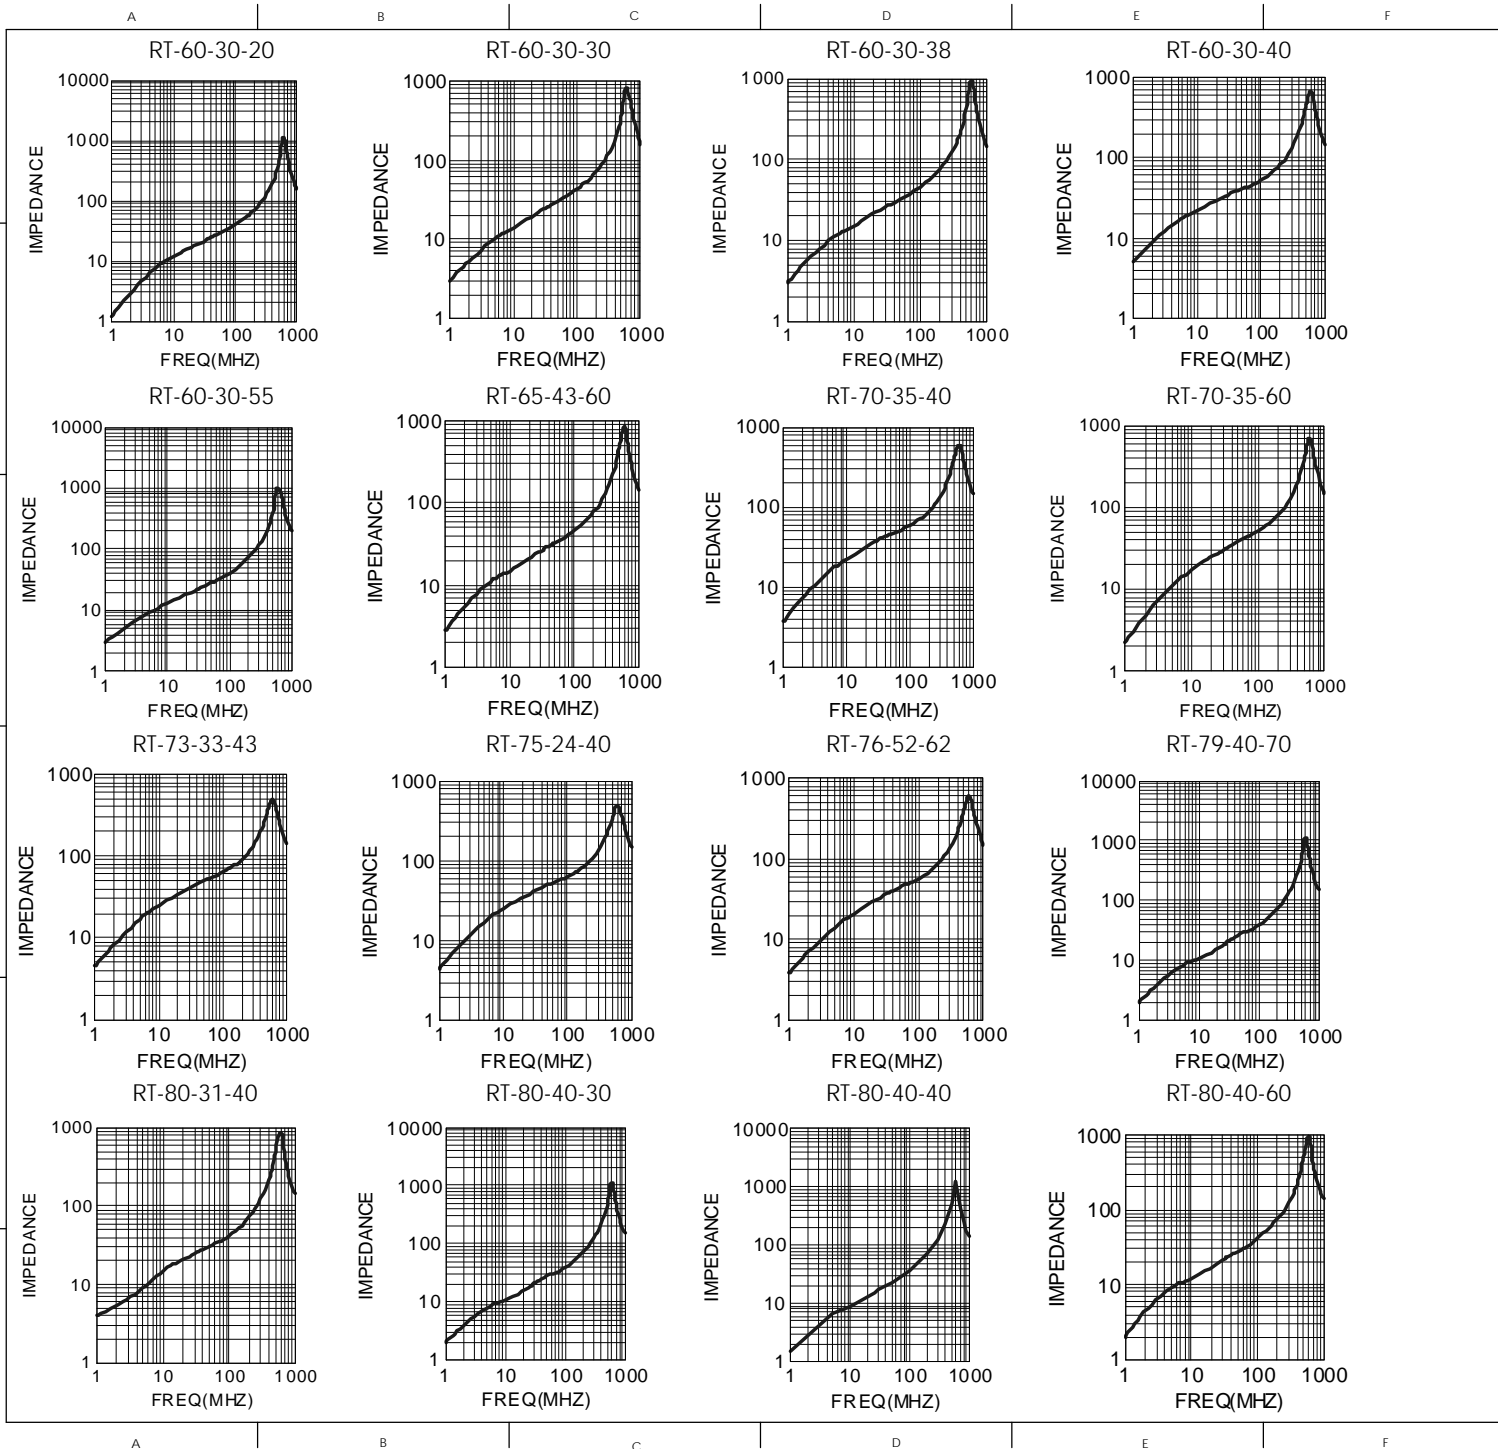 A B C D E F
RT-60-30-20
10000
1000
100
10
1
IMPEDANCE
1 10 100 1000
FREQ(MHZ)
RT-60-30-30
1000
100
10
1
IMPEDANCE
1 10 100 1000
FREQ(MHZ)
RT-60-30-38
1000
100
10
1
IMPEDANCE
1 10 100 1000
FREQ(MHZ)
RT-60-30-40
1000
100
10
1
IMPEDANCE
1 10 100 1000
FREQ(MHZ)
RT-60-30-55
10000
1000
100
10
1
IMPEDANCE
1 10 100 1000
FREQ(MHZ)
RT-65-43-60
1000
100
10
1
IMPEDANCE
1 10 100 1000
FREQ(MHZ)
RT-70-35-40
1000
100
10
1
IMPEDANCE
1 10 100 1000
FREQ(MHZ)
RT-70-35-60
1000
100
10
1
IMPEDANCE
1 10 100 1000
FREQ(MHZ)
RT-73-33-43
1000
100
10
1
IMPEDANCE
1 10 100 1000
FREQ(MHZ)
RT-75-24-40
1000
100
10
1
IMPEDANCE
1 10 100 1000
FREQ(MHZ)
RT-76-52-62
1000
100
10
1
IMPEDANCE
1 10 100 1000
FREQ(MHZ)
RT-79-40-70
10000
1000
100
10
1
IMPEDANCE
1 10 100 1000
FREQ(MHZ)
RT-80-31-40
1000
100
10
1
IMPEDANCE
1 10 100 1000
FREQ(MHZ)
RT-80-40-30
10000
1000
100
10
1
IMPEDANCE
1 10 100 1000
FREQ(MHZ)
RT-80-40-40
10000
1000
100
10
1
IMPEDANCE
1 10 100 1000
FREQ(MHZ)
RT-80-40-60
1000
100
10
1
IMPEDANCE
1 10 100 1000
FREQ(MHZ)
A B C D E F